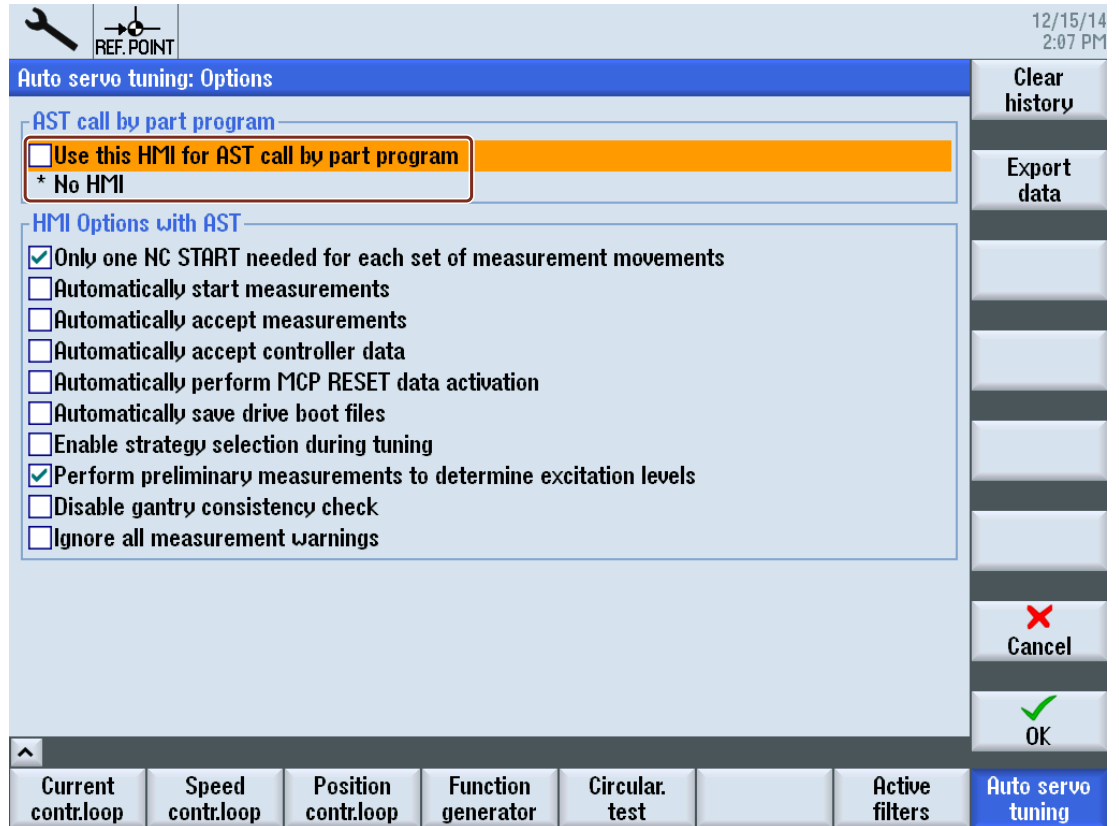 REF. POINT
12/15/14
2:07 PM
Auto servo tuning: Options
AST call by part program
Use this HMI for AST call by part program
* No HMI
HMI Options with AST
Only one NC START needed for each set of measurement movements
Automatically start measurements
Automatically accept measurements
Automatically accept controller data
Automatically perform MCP RESET data activation
Automatically save drive boot files
Enable strategy selection during tuning
Perform preliminary measurements to determine excitation levels
Disable gantry consistency check
Ignore all measurement warnings
Clear
history
Export
data
Cancel
OK
Current
contr.loop
Speed
contr.loop
Position
contr.loop
Function
generator
Circular.
test
Active
filters
Auto servo
tuning